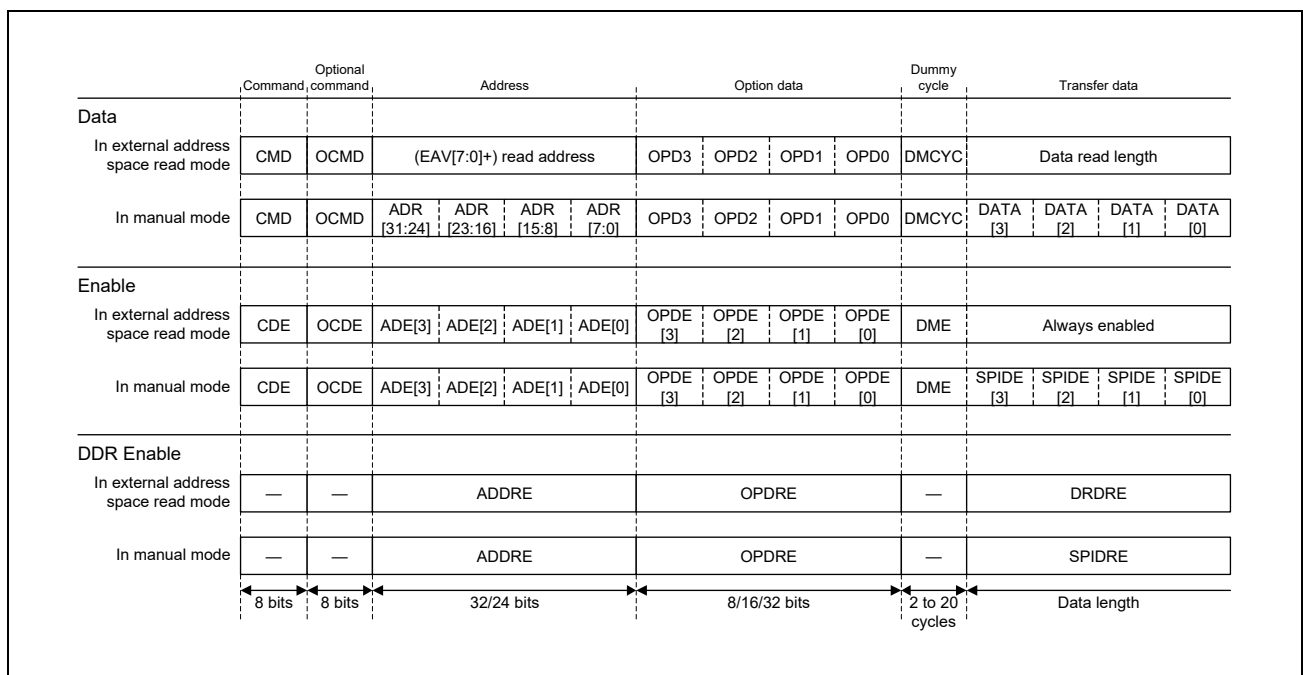 Command Optional command Address Option data Dummy cycle Transfer data
Data
In external address space read mode CMD OCMD (EAV[7:0]+) read address OPD3 OPD2 OPD1 OPD0 DMCYC Data read length
In manual mode CMD OCMD ADR [31:24] ADR [23:16] ADR [15:8] ADR [7:0] OPD3 OPD2 OPD1 OPD0 DMCYC DATA [3] DATA [2] DATA [1] DATA [0]
Enable
In external address space read mode CDE OCDE ADE[3] ADE[2] ADE[1] ADE[0] OPDE [3] OPDE [2] OPDE [1] OPDE [0] DME Always enabled
In manual mode CDE OCDE ADE[3] ADE[2] ADE[1] ADE[0] OPDE [3] OPDE [2] OPDE [1] OPDE [0] DME SPIDE [3] SPIDE [2] SPIDE [1] SPIDE [0]
DDR Enable
In external address space read mode — — ADDRE OPDRE — DRDRE
In manual mode — — ADDRE OPDRE — SPIDRE
8 bits 8 bits 32/24 bits 8/16/32 bits 2 to 20 cycles Data length